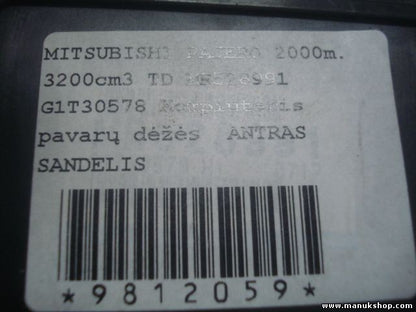 MITSUBISHI PAJERO 2000m.
3200cm3 TD
G1T30578 Kompiuteris
pavarų dėžės ANTRAS
SANDELIS
*9812059*
www.manukshop.com